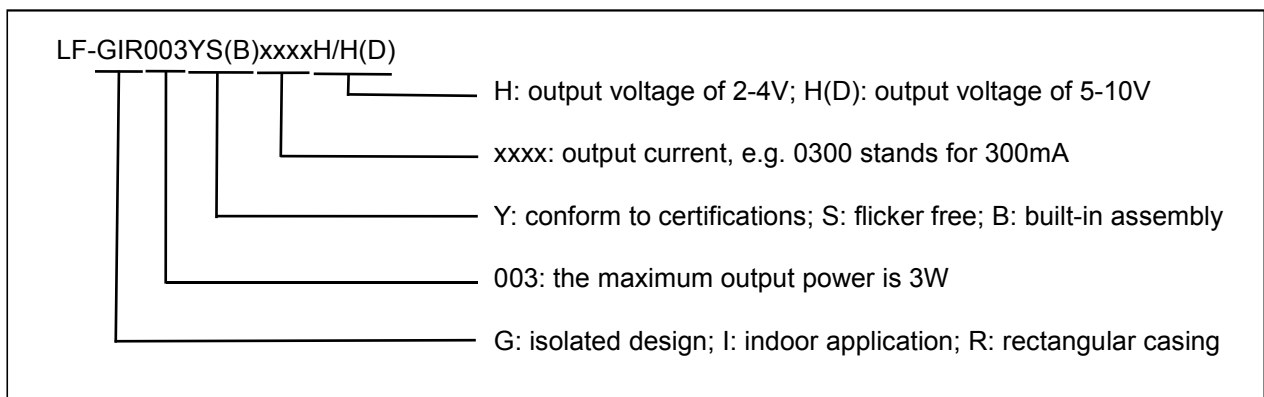 LF-GIR003YS(B)xxxxH/H(D)
H: output voltage of 2-4V; H(D): output voltage of 5-10V
xxxx: output current, e.g. 0300 stands for 300mA
Y: conform to certifications; S: flicker free; B: built-in assembly
003: the maximum output power is 3W
G: isolated design; I: indoor application; R: rectangular casing